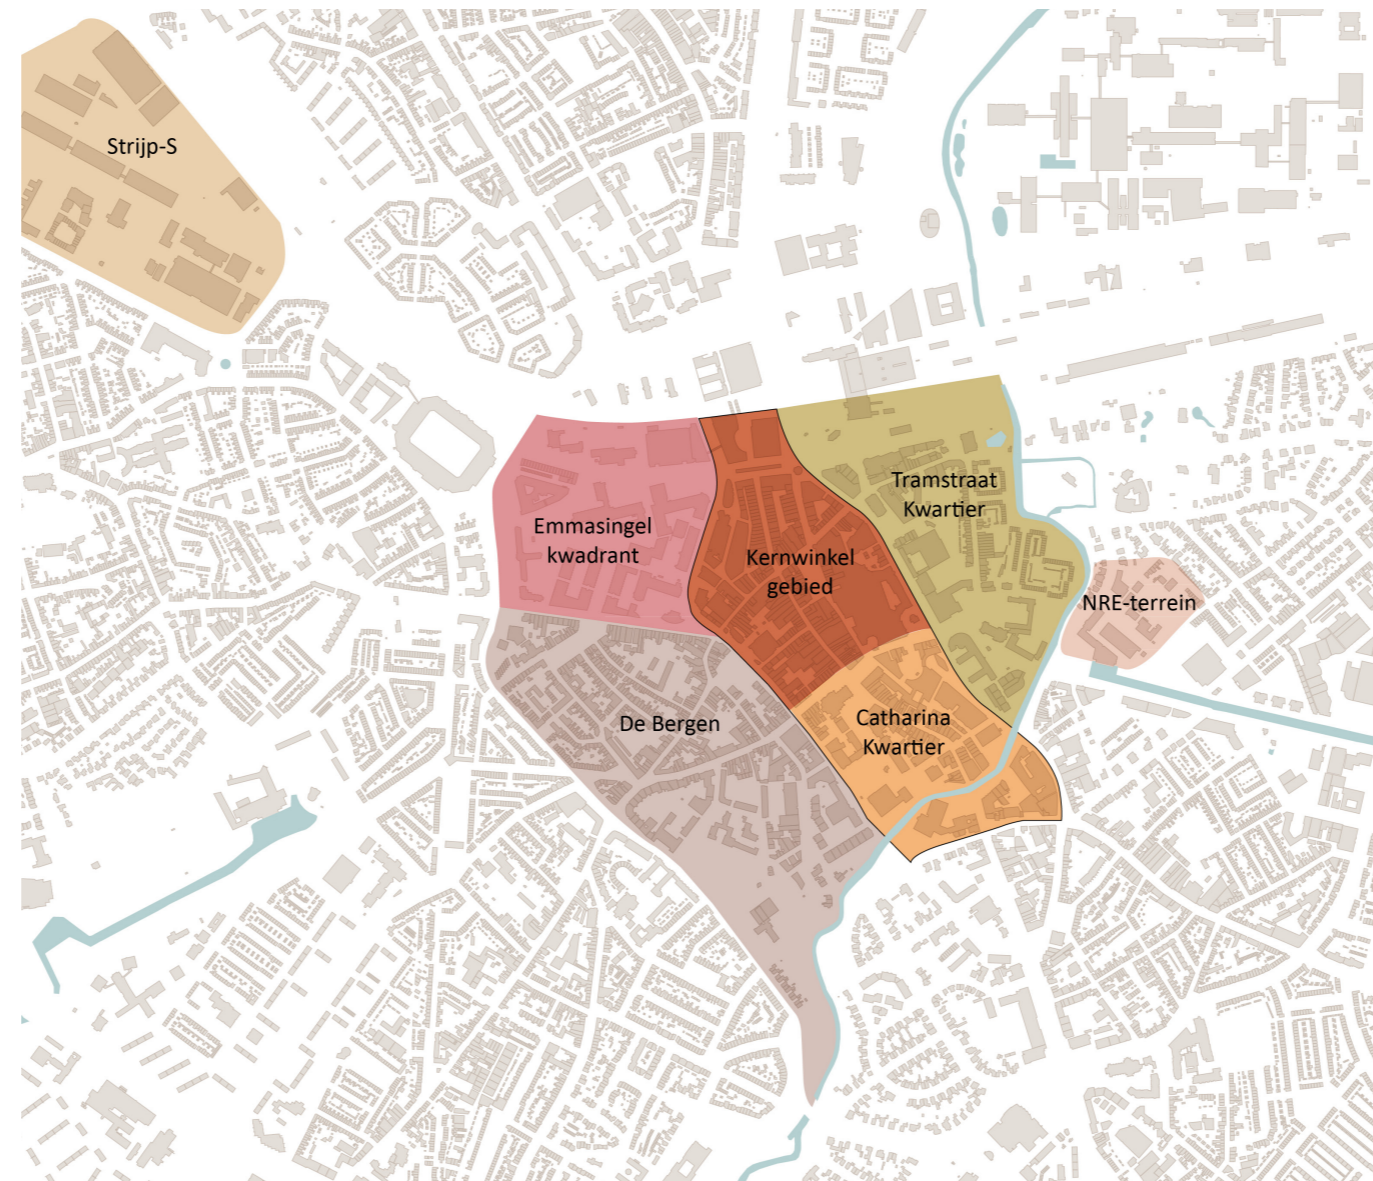 Strijp-S
Tramstraat
Kwartier
Emmasingel
kwadrant
Kernwinkel
gebied
NRE-terrein
De Bergen
Catharina
Kwartier